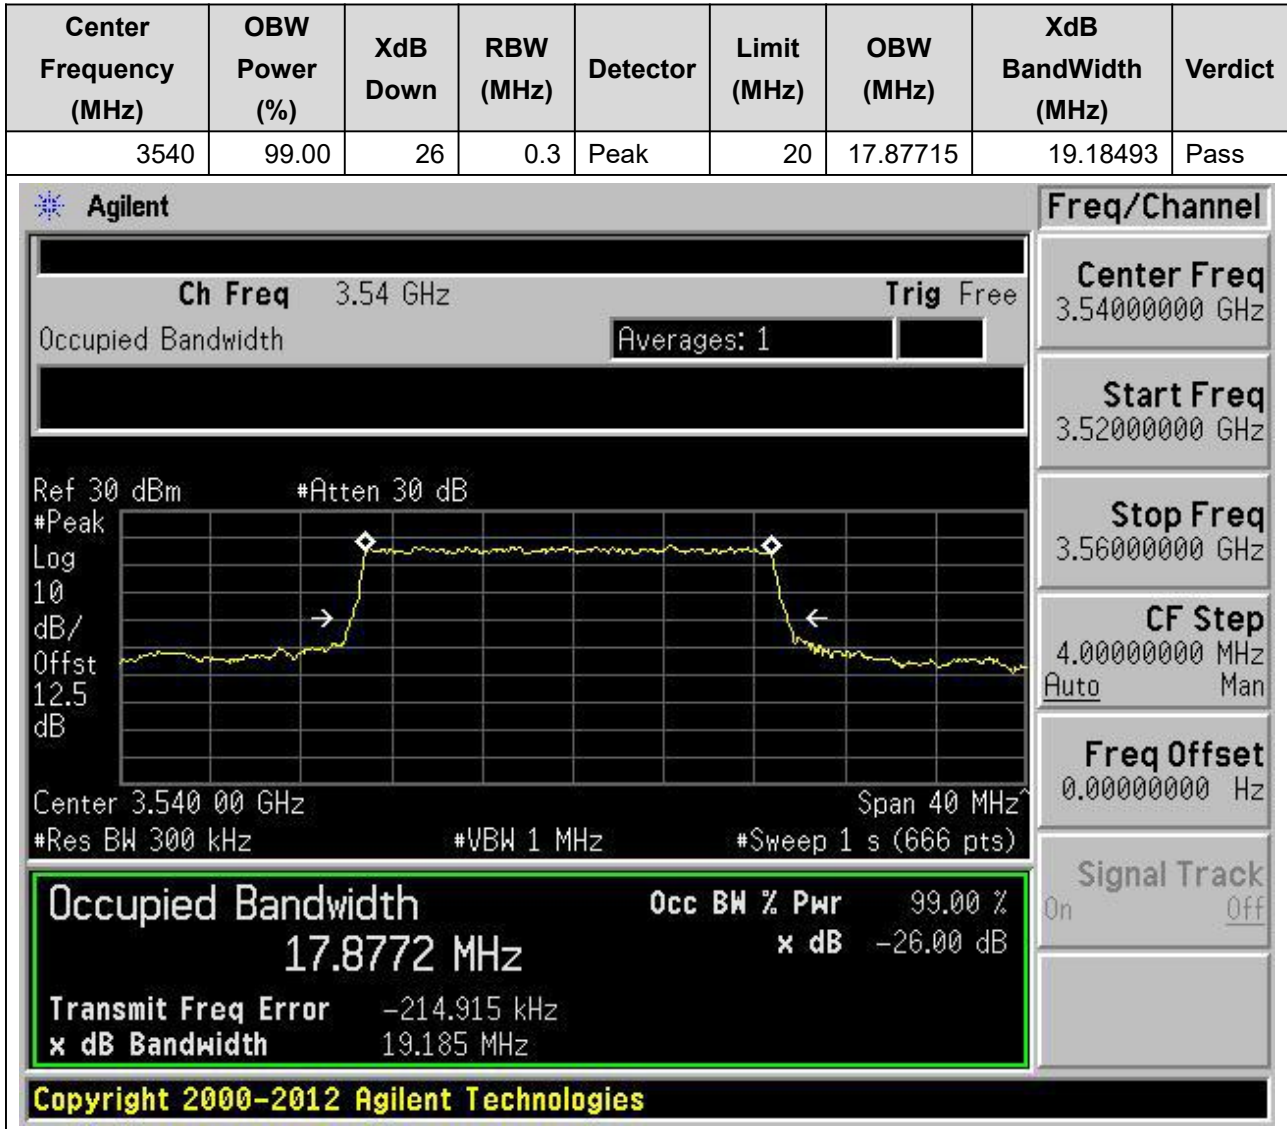 Center Frequency (MHz) OBW Power (%) XdB Down RBW (MHz) Detector Limit (MHz) OBW (MHz) XdB BandWidth (MHz) Verdict
3540 99.00 26 0.3 Peak 20 17.87715 19.18493 Pass
Agilent
Freq/Channel
Ch Freq 3.54 GHz Trig Free
Occupied Bandwidth Averages: 1
Center Freq
3.54000000 GHz
Start Freq
3.52000000 GHz
Stop Freq
3.56000000 GHz
CF Step
4.00000000 MHz
Auto Man
Freq Offset
0.00000000 Hz
Signal Track
On Off
Ref 30 dBm #Atten 30 dB
#Peak
Log
10
dB/
Offst
12.5
dB
Center 3.540 00 GHz Span 40 MHz^
#Res BW 300 kHz #VBW 1 MHz #Sweep 1 s (666 pts)
Occupied Bandwidth Occ BW % Pwr 99.00 %
17.8772 MHz x dB -26.00 dB
Transmit Freq Error -214.915 kHz
x dB Bandwidth 19.185 MHz
Copyright 2000-2012 Agilent Technologies